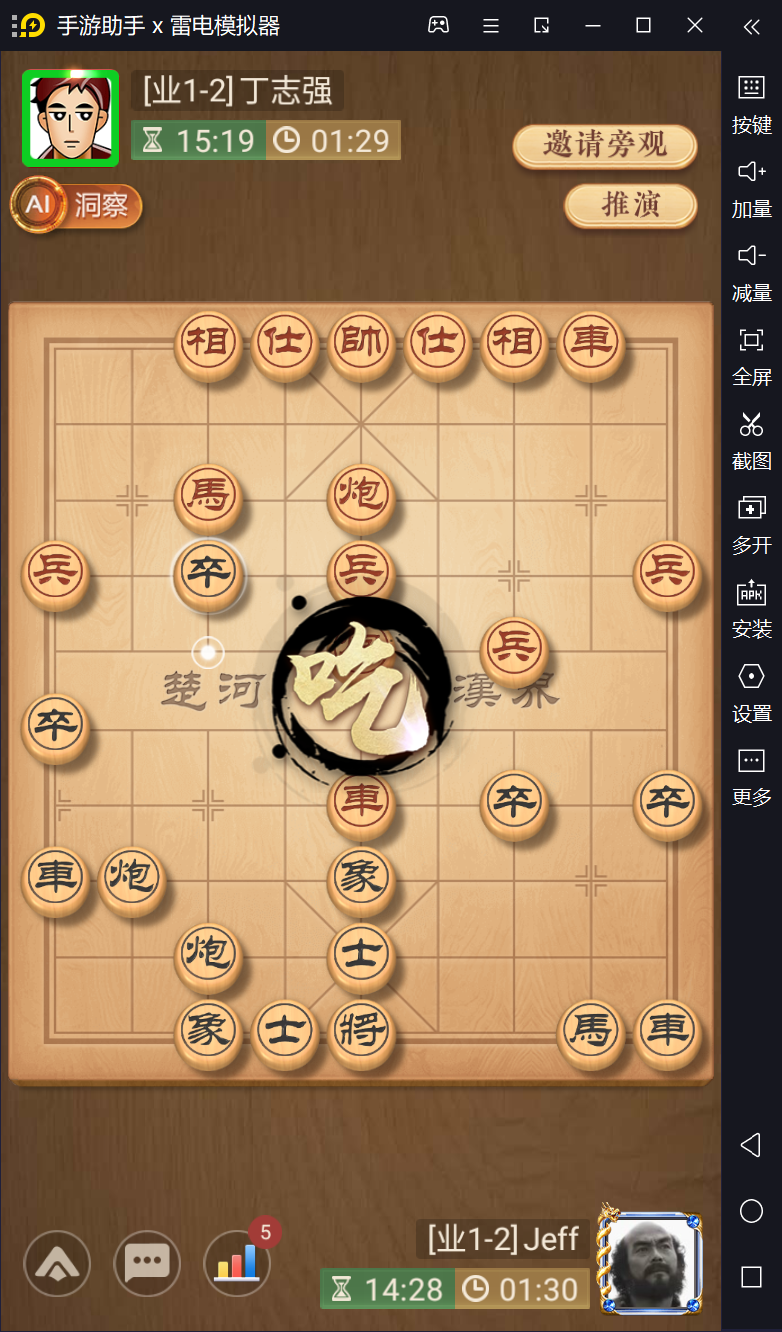 手游助手 x 雷电模拟器
[业1-2]丁志强
15:19 01:29
邀请旁观
AI 洞察
推演
相 仕 帥 仕 相 車
馬 炮
兵 卒 兵 兵
兵
吃
楚河 漢界
卒
車 卒 卒
車 炮 象
炮 士
象 士 將 馬 車
5
[业1-2]Jeff
14:28 01:30
按键
加量
减量
全屏
截图
多开
APK
安装
设置
更多